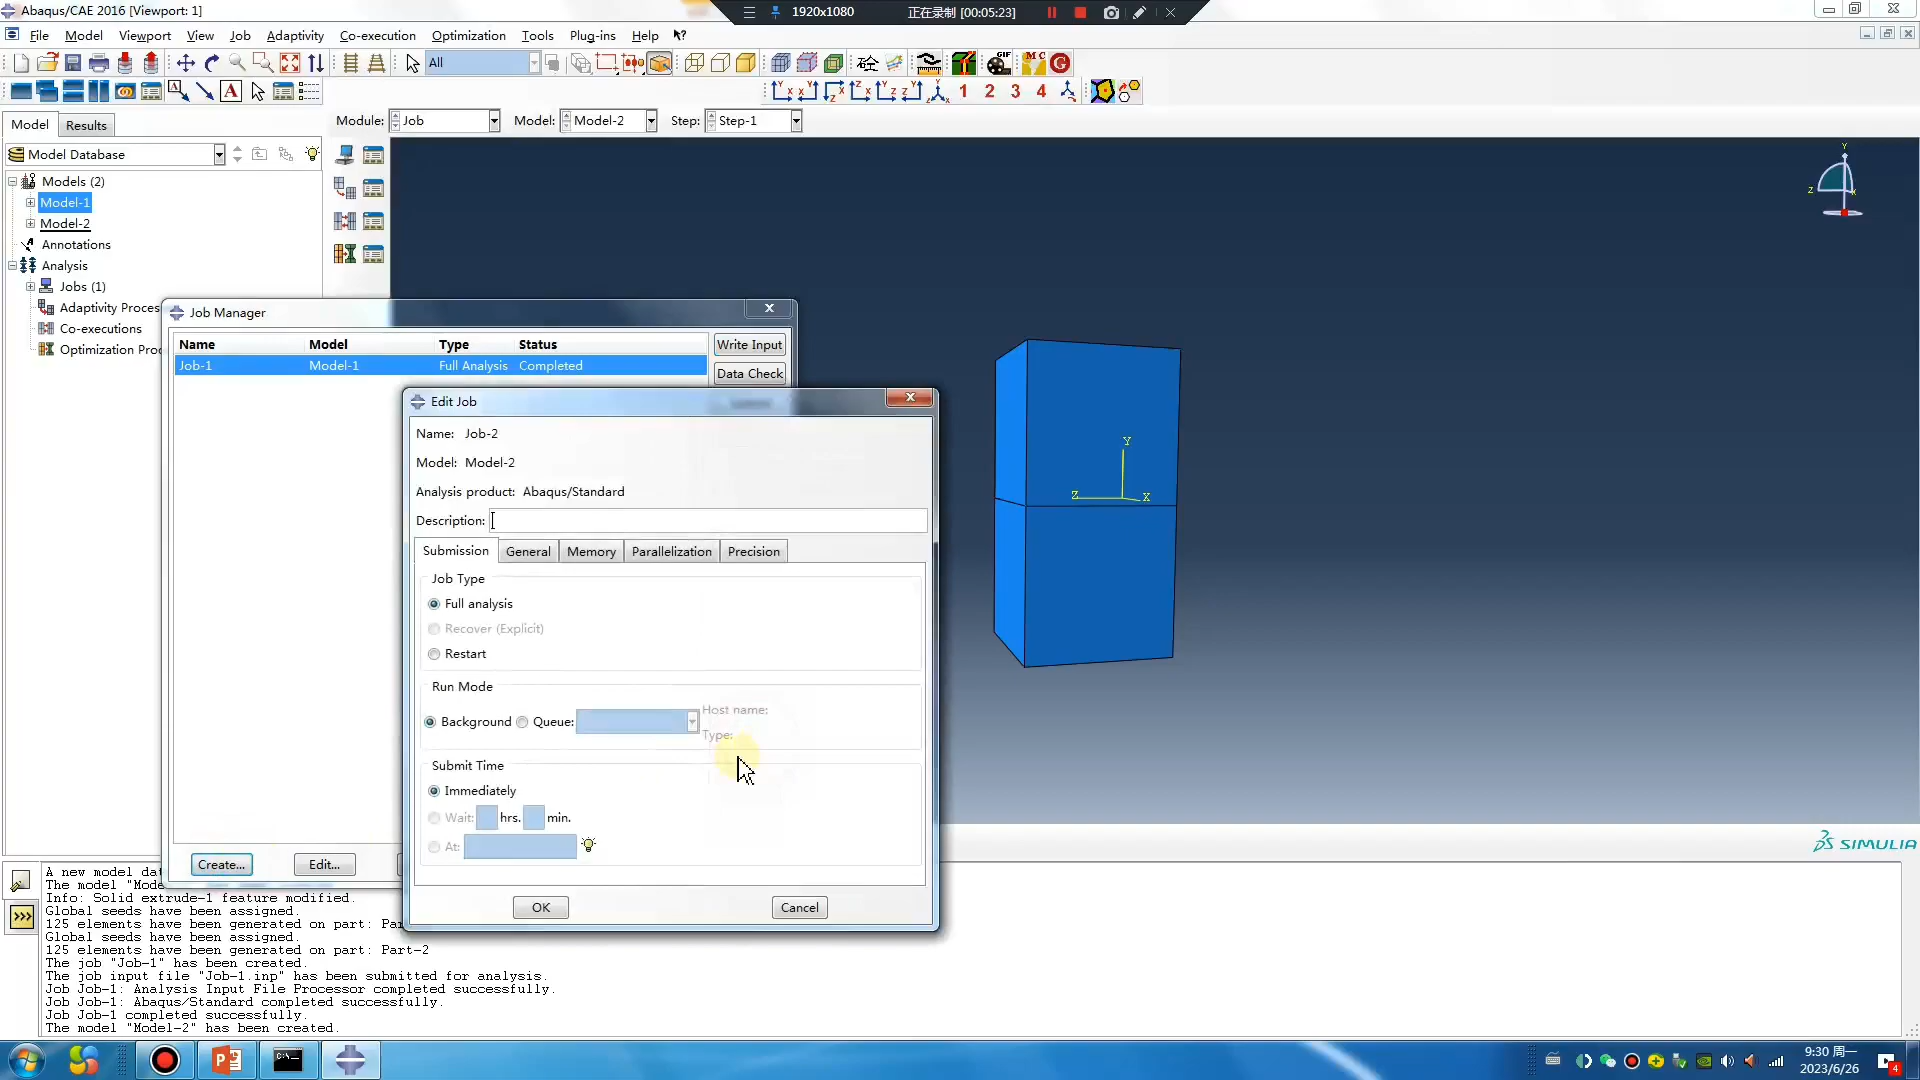 Abaqus/CAE 2016 [Viewport: 1]
1920x1080 正在录制 [00:05:23]
File Model Viewport View Job Adaptivity Co-execution Optimization Tools Plug-ins Help
All
1 2 3 4
Model Results
Module: Job Model: Model-2 Step: Step-1
Model Database
Models (2)
Model-1
Model-2
Annotations
Analysis
Jobs (1)
Adaptivity Proce
Co-executions
Optimization Pro
Job Manager
Name Model Type Status
Job-1 Model-1 Full Analysis Completed
Write Input
Data Check
Create...
Edit...
Edit Job
Name: Job-2
Model: Model-2
Analysis product: Abaqus/Standard
Description:
Submission General Memory Parallelization Precision
Job Type
Full analysis
Recover (Explicit)
Restart
Run Mode
Background Queue: Host name:
Type:
Submit Time
Immediately
Wait: hrs. min.
At:
OK Cancel
Y
Z X
Y
Z X
SIMULIA
A new model dat
The model "Mode
Info: Solid extrude-1 feature modified.
Global seeds have been assigned.
125 elements have been generated on part: Par
Global seeds have been assigned.
125 elements have been generated on part: Part-2
The job "Job-1" has been created.
The job input file "Job-1.inp" has been submitted for analysis.
Job Job-1: Analysis Input File Processor completed successfully.
Job Job-1: Abaqus/Standard completed successfully.
Job Job-1 completed successfully.
The model "Model-2" has been created.
9:30 周一
2023/6/26
4